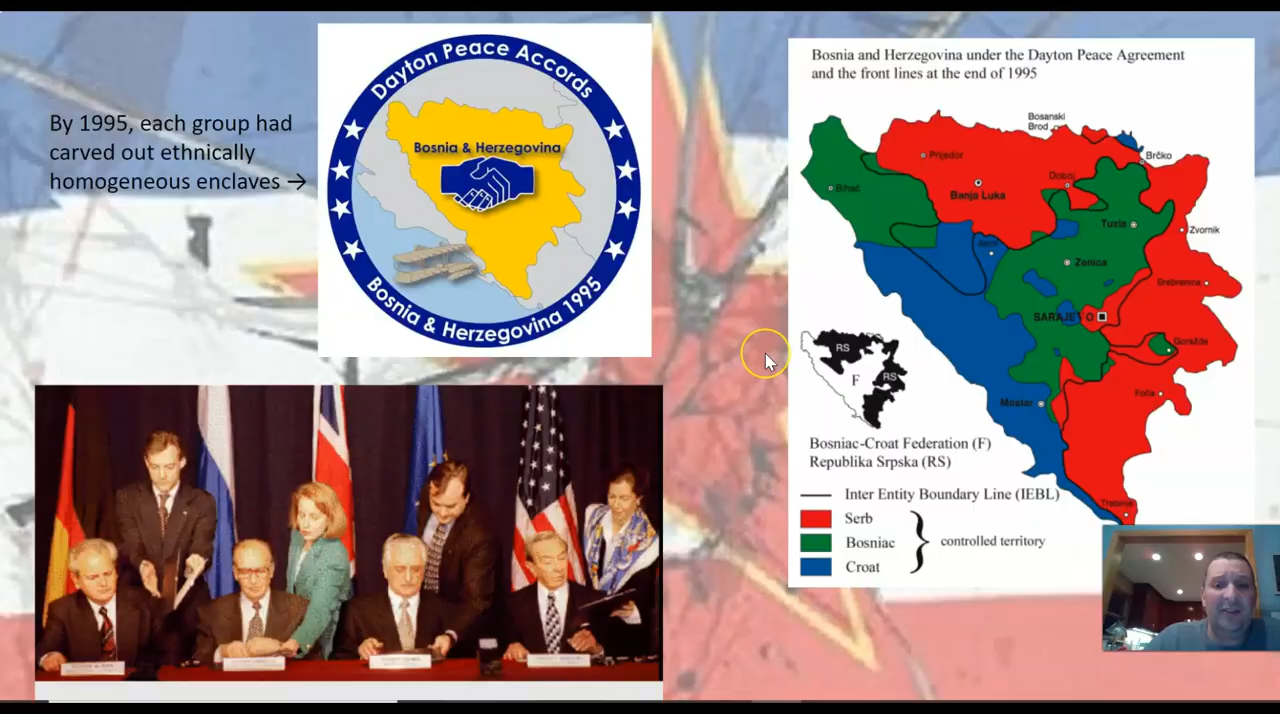 By 1995, each group had
carved out ethnically
homogeneous enclaves →
Dayton Peace Accords
Bosnia & Herzegovina
Bosnia & Herzegovina 1995
Bosnia and Herzegovina under the Dayton Peace Agreement
and the front lines at the end of 1995
Bosanski
Brod
Brčko
Prijedor
Doboj
Bihać
Banja Luka
Tuzla
Zvornik
Zenica
Srebrenica
SARAJE O
Goražde
RS
F
RS
Foča
Mostar
Bosniac-Croat Federation (F)
Republika Srpska (RS)
Inter Entity Boundary Line (IEBL)
Trebinje
Serb
Bosniac
controlled territory
Croat